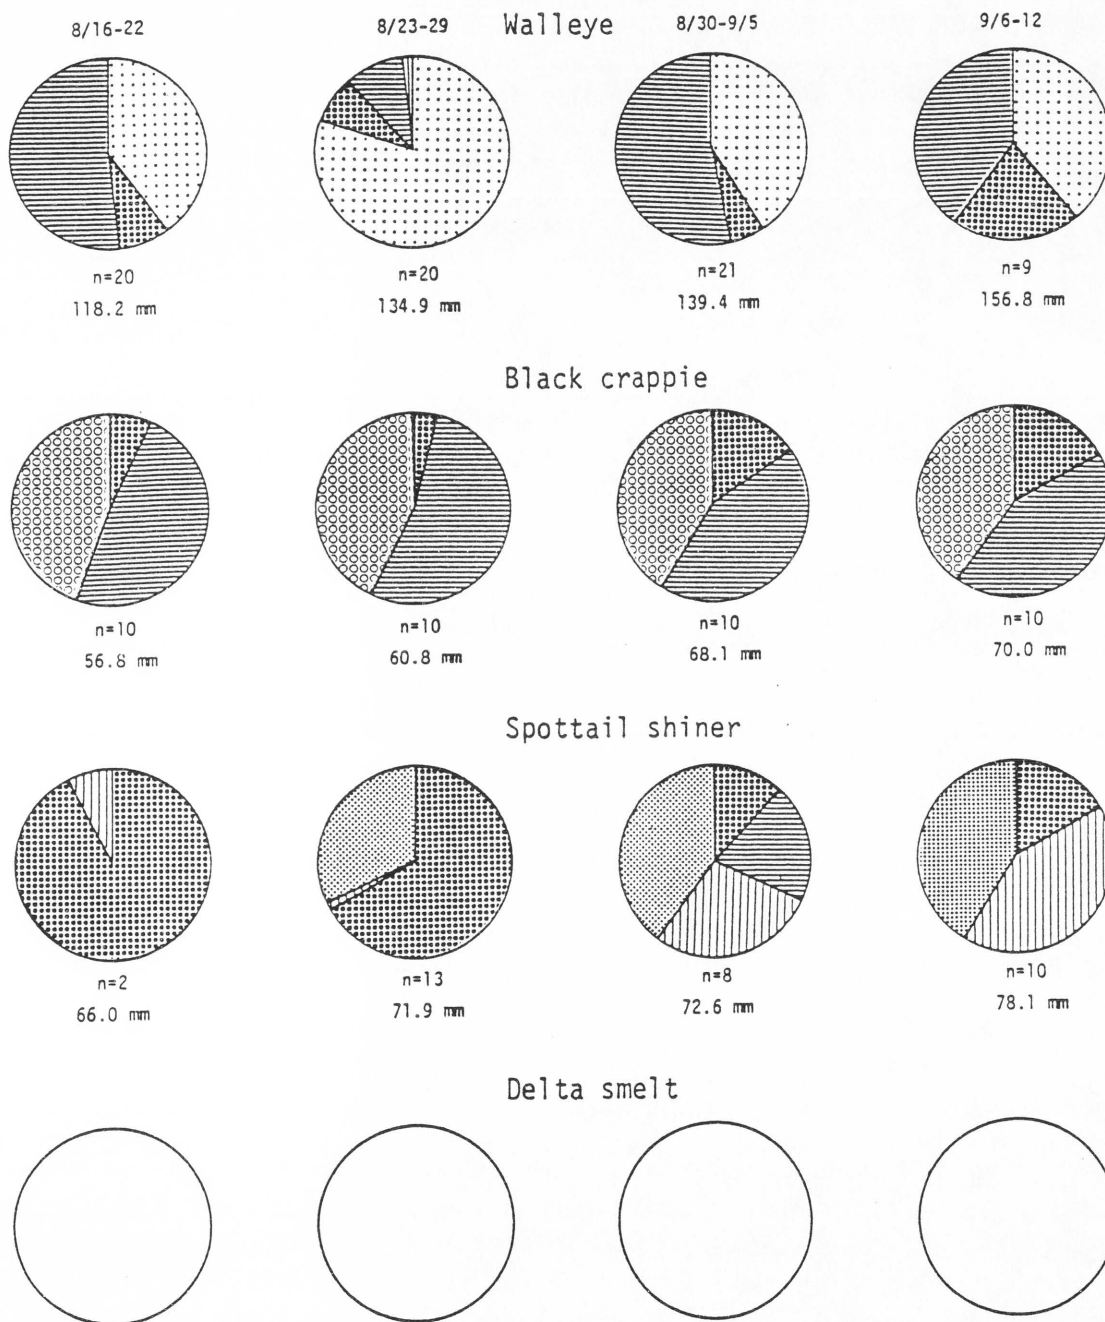 Walleye
8/16-22 8/23-29 8/30-9/5 9/6-12
n=20 n=20 n=21 n=9
118.2 mm 134.9 mm 139.4 mm 156.8 mm
Black crappie
n=10 n=10 n=10 n=10
56.8 mm 60.8 mm 68.1 mm 70.0 mm
Spottail shiner
n=2 n=13 n=8 n=10
66.0 mm 71.9 mm 72.6 mm 78.1 mm
Delta smelt